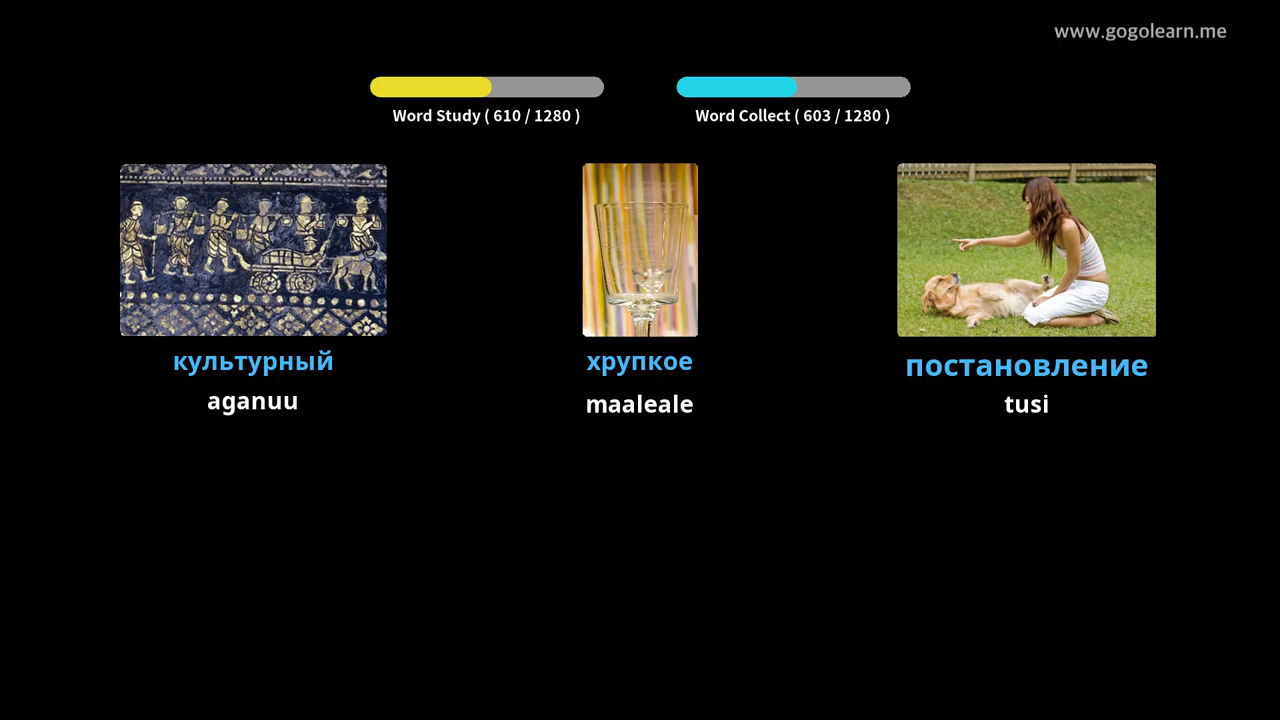 www.gogolearn.me
Word Study ( 610 / 1280 )
Word Collect ( 603 / 1280 )
культурный
хрупкое
постановление
aganuu
maaleale
tusi